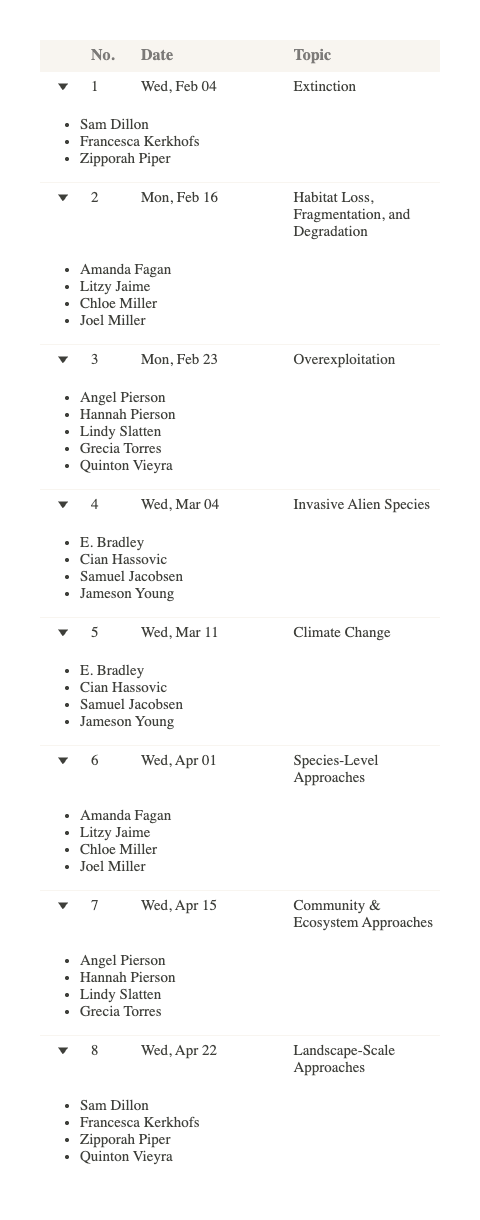 No. Date Topic
1 Wed, Feb 04 Extinction
• Sam Dillon
• Francesca Kerkhofs
• Zipporah Piper
2 Mon, Feb 16 Habitat Loss,
Fragmentation, and
Degradation
• Amanda Fagan
• Litzy Jaime
• Chloe Miller
• Joel Miller
3 Mon, Feb 23 Overexploitation
• Angel Pierson
• Hannah Pierson
• Lindy Slatten
• Grecia Torres
• Quinton Vieyra
4 Wed, Mar 04 Invasive Alien Species
• E. Bradley
• Cian Hassovic
• Samuel Jacobsen
• Jameson Young
5 Wed, Mar 11 Climate Change
• E. Bradley
• Cian Hassovic
• Samuel Jacobsen
• Jameson Young
6 Wed, Apr 01 Species-Level
Approaches
• Amanda Fagan
• Litzy Jaime
• Chloe Miller
• Joel Miller
7 Wed, Apr 15 Community &
Ecosystem Approaches
• Angel Pierson
• Hannah Pierson
• Lindy Slatten
• Grecia Torres
8 Wed, Apr 22 Landscape-Scale
Approaches
• Sam Dillon
• Francesca Kerkhofs
• Zipporah Piper
• Quinton Vieyra